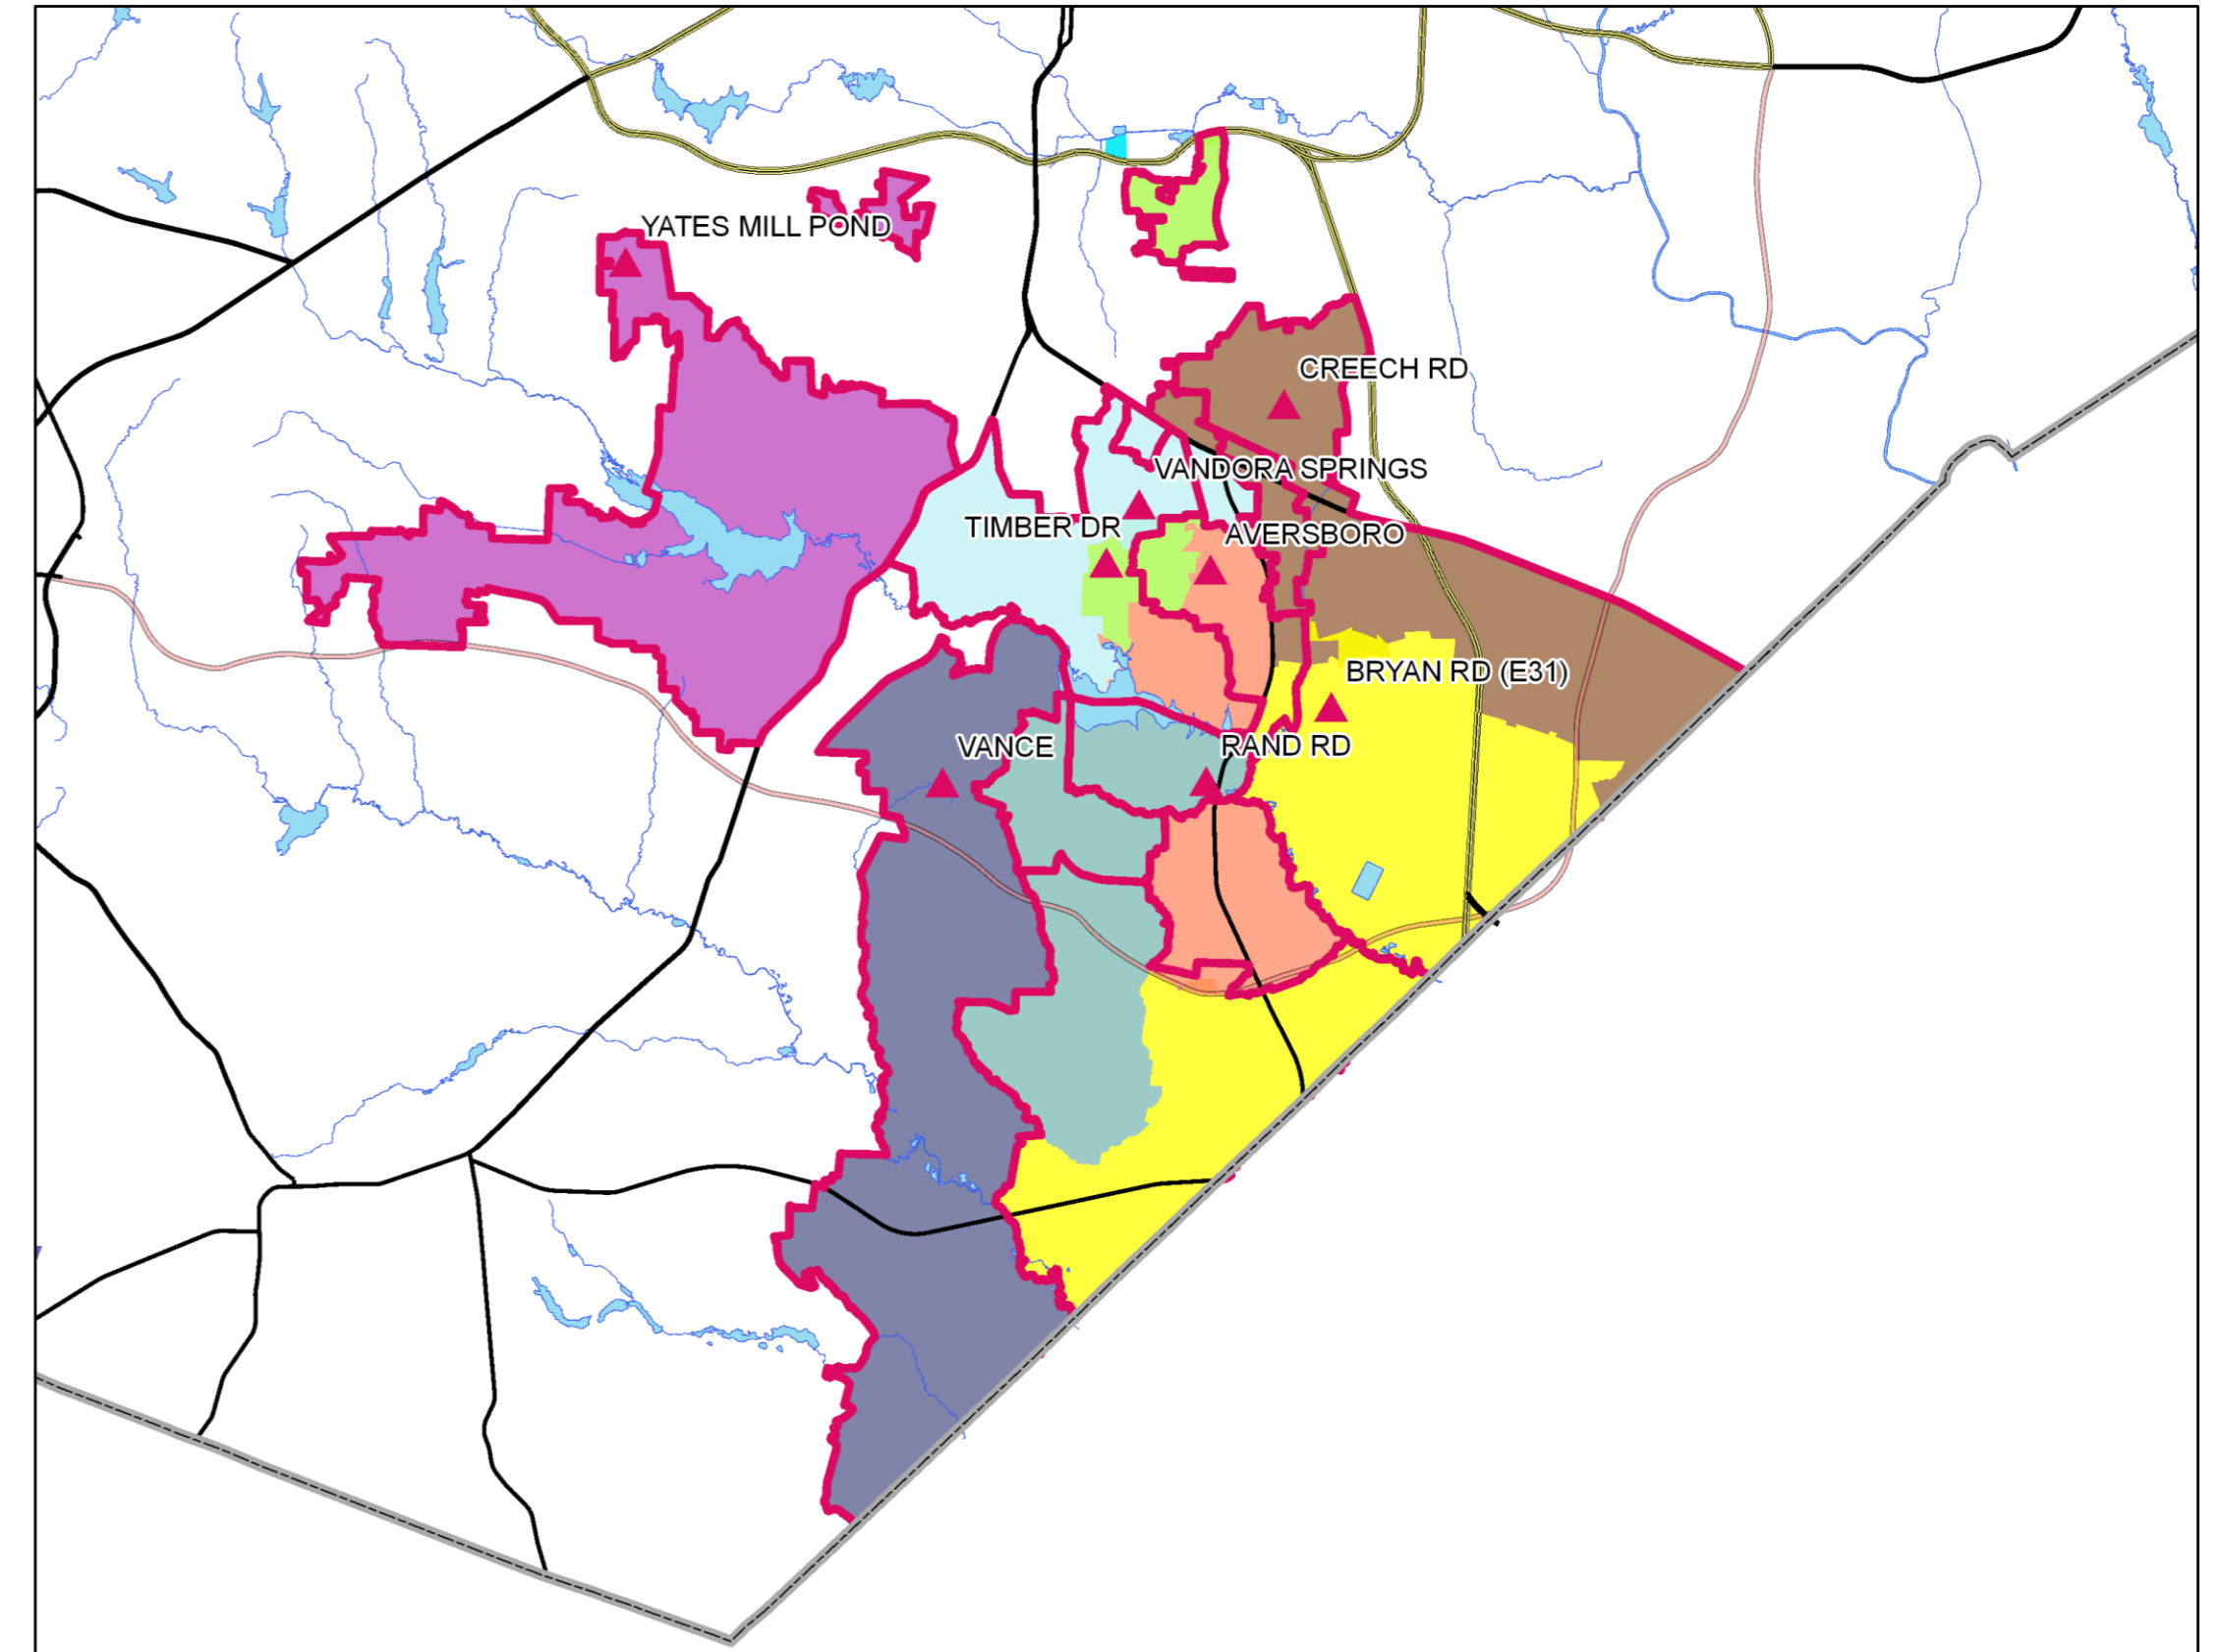 YATES MILL POND
CREECH RD
VANDORA SPRINGS
TIMBER DR
AVERSBORO
BRYAN RD (E31)
VANCE
RAND RD